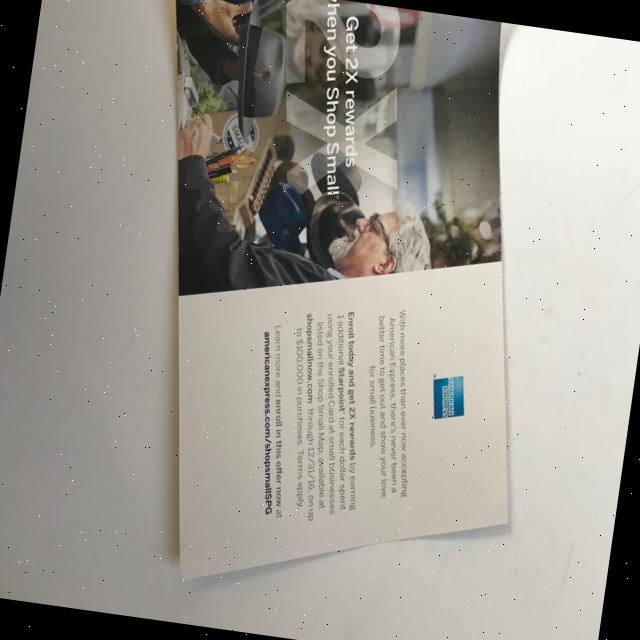 2X
Get 2X rewards
when you Shop Small
AMERICAN
EXPRESS
With more places than ever now accepting
American Express, there's never been a
better time to get out and show your love
for small business.
Enroll today and get 2X rewards by earning
1 additional Starpoint® for each dollar spent
using your enrolled Card at small businesses
listed on the Shop Small Map, available at
shopsmallnow.com, through 12/31/16, on up
to $100,000 in purchases. Terms apply.
Learn more and enroll in this offer now at
americanexpress.com/shopsmallSPG